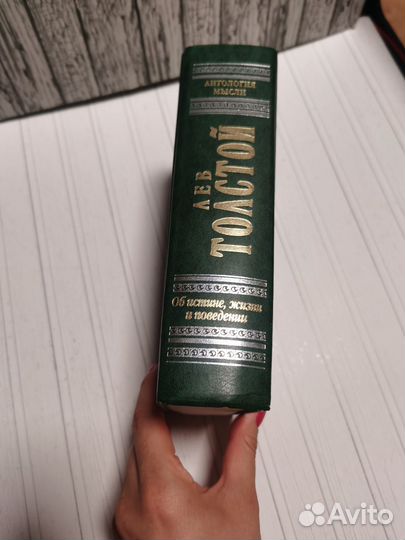 АНТОЛОГИЯ
МЫСЛИ
ЛЕВ
ТОЛСТОЙ
Об истине, жизни
и поведении
Avito